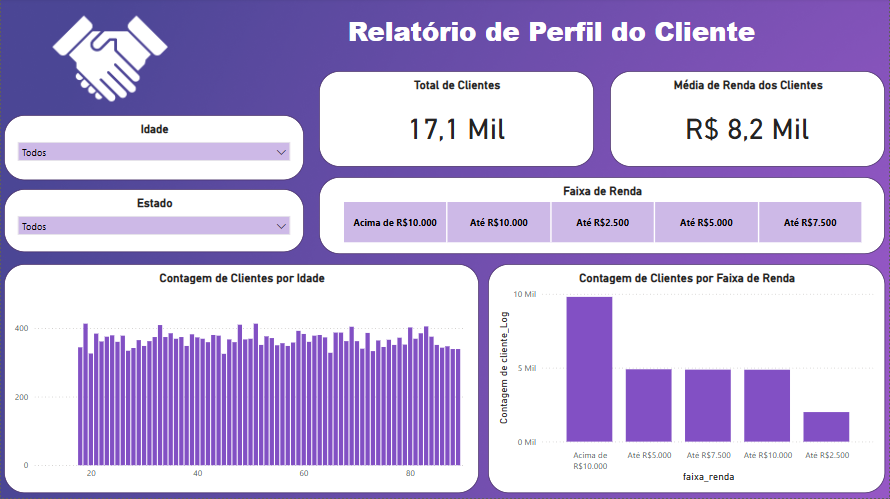 Relatório de Perfil do Cliente
Total de Clientes
17,1 Mil
Média de Renda dos Clientes
R$ 8,2 Mil
Idade
Todos
Estado
Todos
Faixa de Renda
Acima de R$10.000
Até R$10.000
Até R$2.500
Até R$5.000
Até R$7.500
Contagem de Clientes por Idade
400
200
0
20
40
60
80
Contagem de Clientes por Faixa de Renda
Contagem de cliente_Log
10 Mil
5 Mil
0 Mil
Acima de
R$10.000
Até R$5.000
Até R$7.500
Até R$10.000
Até R$2.500
faixa_renda